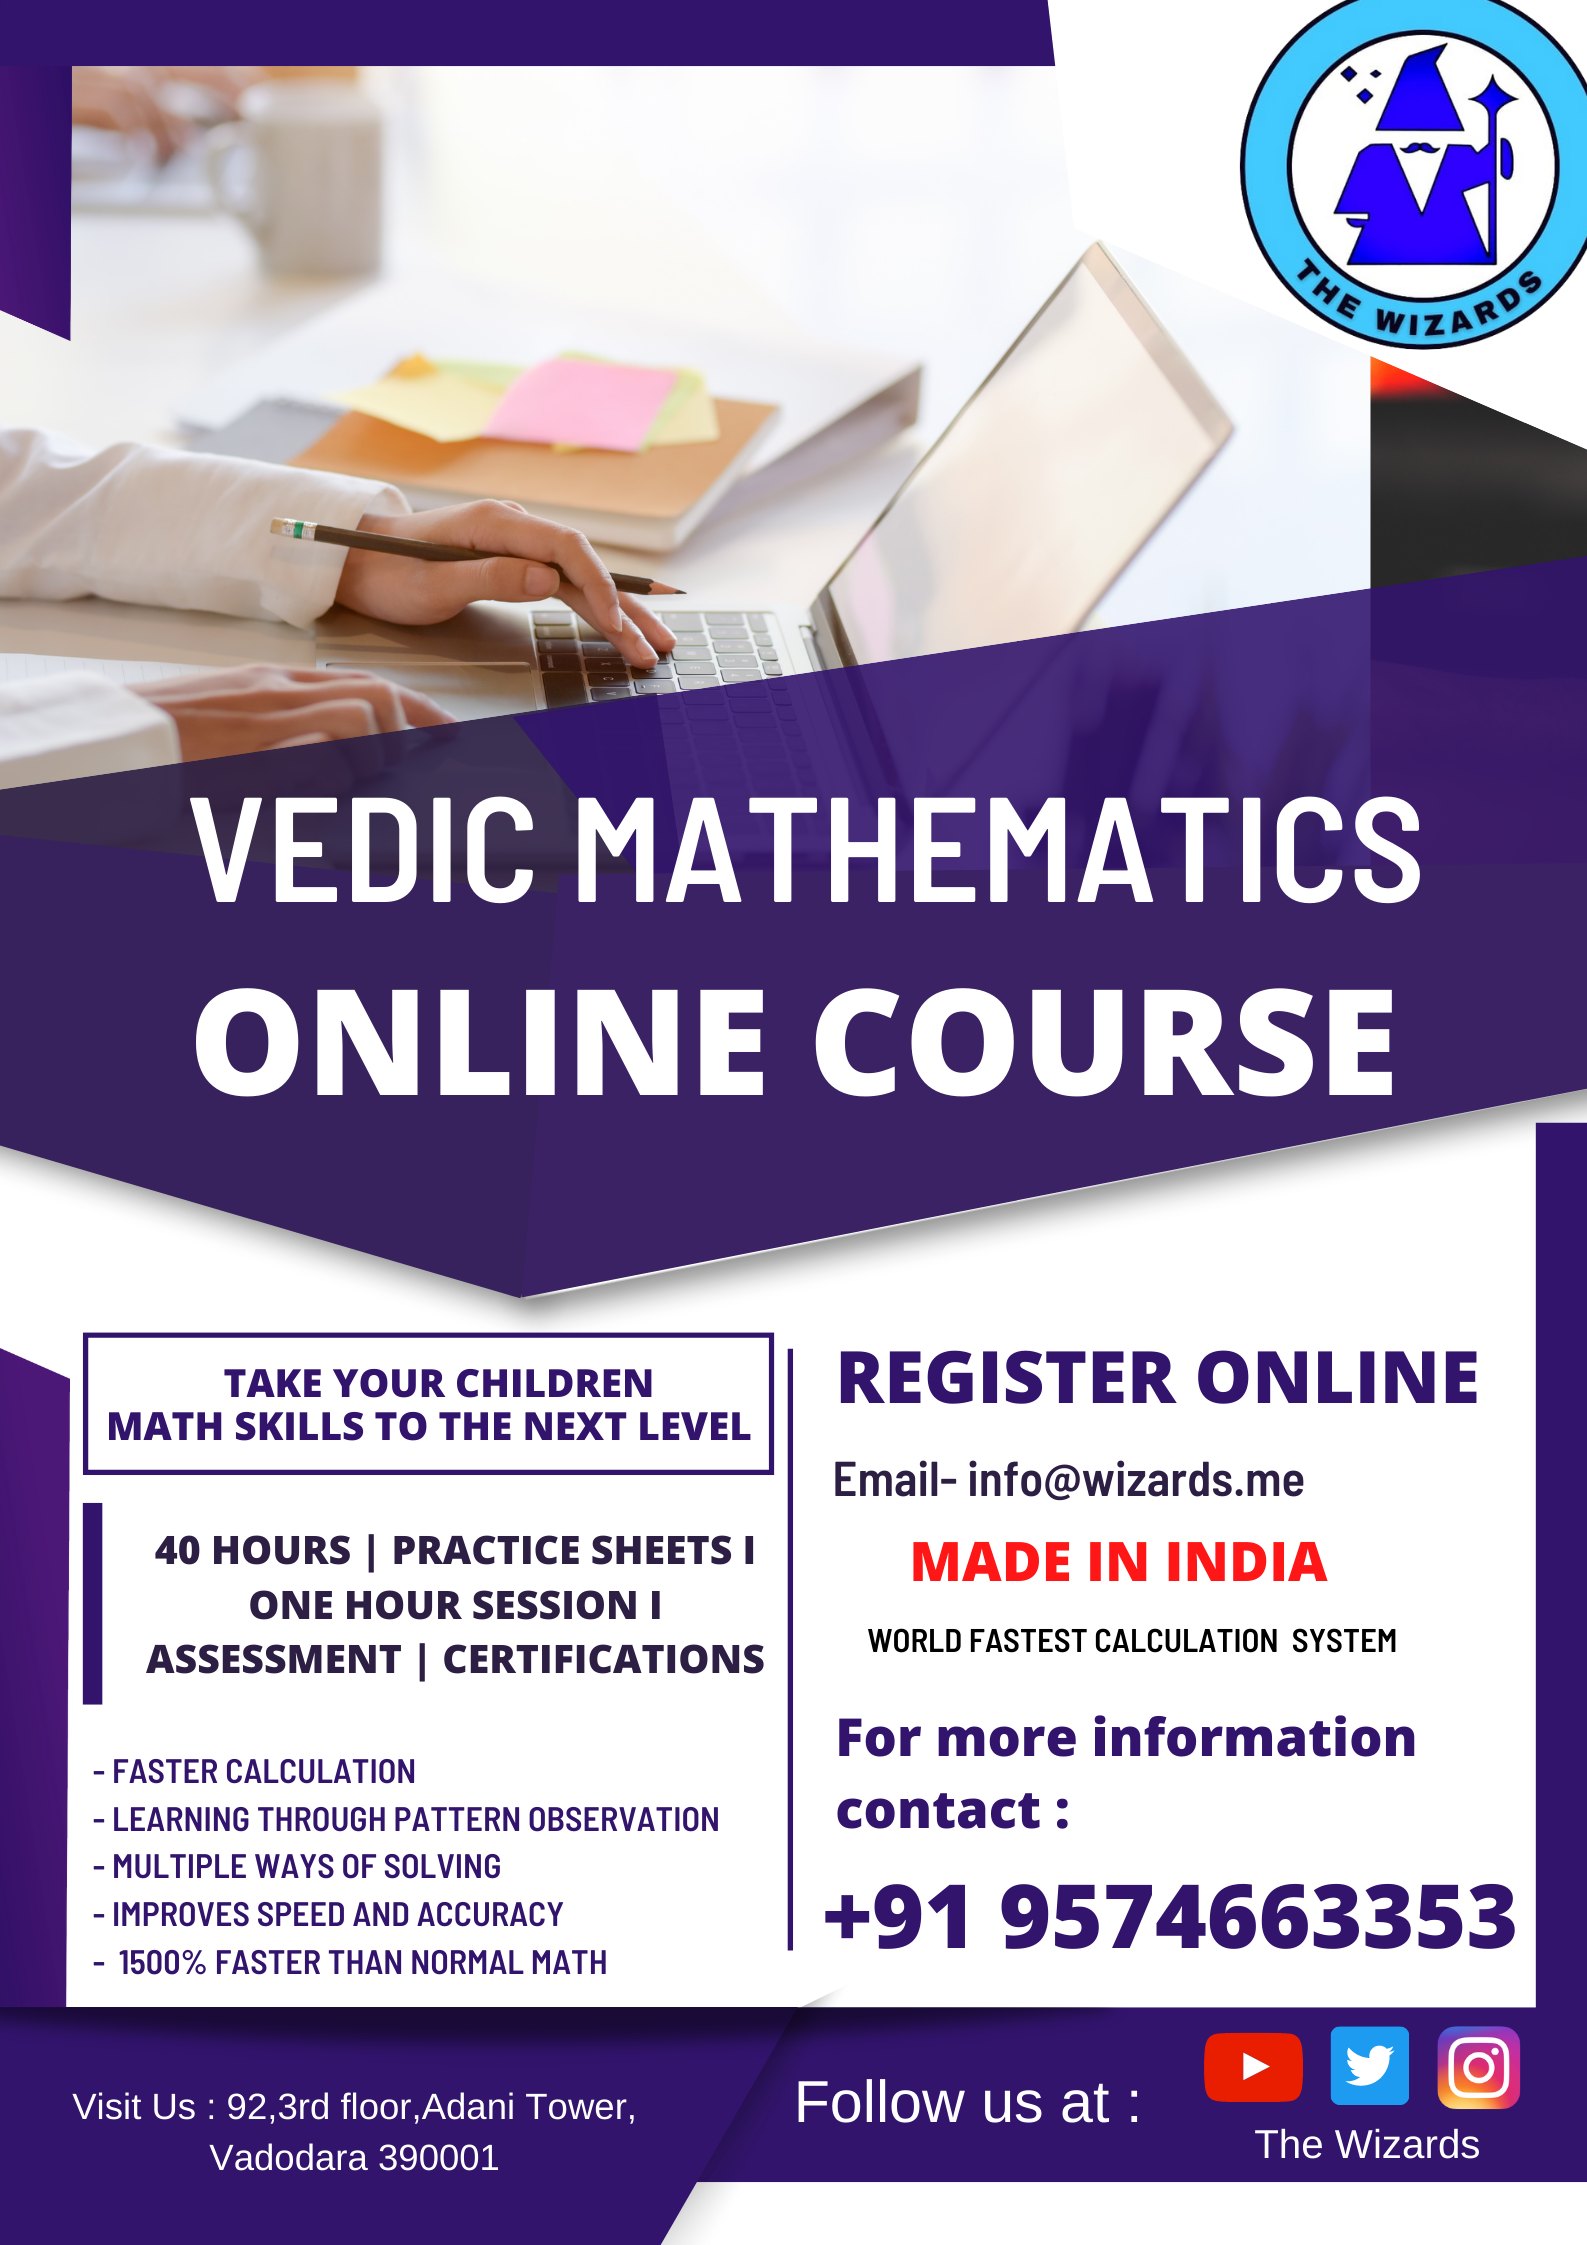 THE WIZARDS
VEDIC MATHEMATICS
ONLINE COURSE
TAKE YOUR CHILDREN
MATH SKILLS TO THE NEXT LEVEL
40 HOURS | PRACTICE SHEETS I
ONE HOUR SESSION I
ASSESSMENT | CERTIFICATIONS
- FASTER CALCULATION
- LEARNING THROUGH PATTERN OBSERVATION
- MULTIPLE WAYS OF SOLVING
- IMPROVES SPEED AND ACCURACY
- 1500% FASTER THAN NORMAL MATH
REGISTER ONLINE
Email- info@wizards.me
MADE IN INDIA
WORLD FASTEST CALCULATION SYSTEM
For more information
contact :
+91 9574663353
Visit Us : 92,3rd floor,Adani Tower,
Vadodara 390001
Follow us at :
The Wizards